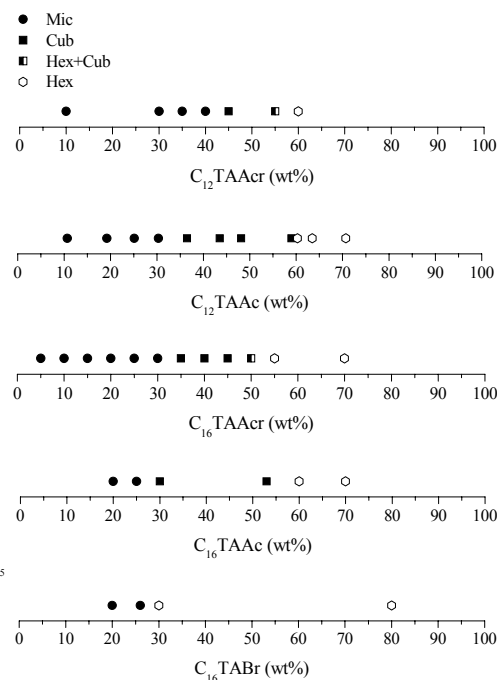 Mic
Cub
Hex+Cub
Hex
0 10 20 30 40 50 60 70 80 90 100
C₁₂TAAcr (wt%)
0 10 20 30 40 50 60 70 80 90 100
C₁₂TAAc (wt%)
0 10 20 30 40 50 60 70 80 90 100
C₁₆TAAcr (wt%)
0 10 20 30 40 50 60 70 80 90 100
C₁₆TAAc (wt%)
5
0 10 20 30 40 50 60 70 80 90 100
C₁₆TABr (wt%)